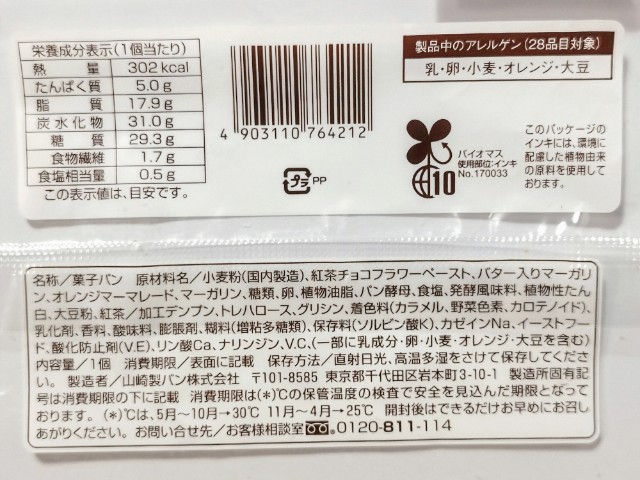 栄養成分表示(1個当たり)
熱量 302kcal
たんぱく質 5.0g
脂質 17.9g
炭水化物 31.0g
糖質 29.3g
食物繊維 1.7g
食塩相当量 0.5g
この表示値は、目安です。
4 903110 764212
プラ PP
製品中のアレルゲン(28品目対象)
乳・卵・小麦・オレンジ・大豆
バイオマス
使用部位:インキ
No.170033
10
このパッケージの
インキには、環境に
配慮した植物由来
の原料を使用して
おります。
名称/菓子パン 原材料名/小麦粉(国内製造)、紅茶チョコフラワーペースト、バター入りマーガリ
ン、オレンジマーマレード、マーガリン、糖類、卵、植物油脂、パン酵母、食塩、発酵風味料、植物性たん
白、大豆粉、紅茶/加工デンプン、トレハロース、グリシン、着色料(カラメル、野菜色素、カロテノイド)、
乳化剤、香料、酸味料、膨脹剤、糊料(増粘多糖類)、保存料(ソルビン酸K)、カゼインNa、イーストフー
ド、酸化防止剤(V.E)、リン酸Ca、ナリンジン、V.C、(一部に乳成分・卵・小麦・オレンジ・大豆を含む)
内容量/1個 消費期限/表面に記載 保存方法/直射日光、高温多湿をさけて保存してくださ
い。 製造者/山崎製パン株式会社 〒101-8585 東京都千代田区岩本町3-10-1 製造所固有記
号は消費期限の下に記載 消費期限は(*)℃の保管温度の検査で安全を見込んだ期限となって
おります。 (*)℃は、5月〜10月→30℃ 11月〜4月→25℃ 開封後はできるだけお早めにお召し
あがりください。 お問い合せ先/お客様相談室 0120-811-114